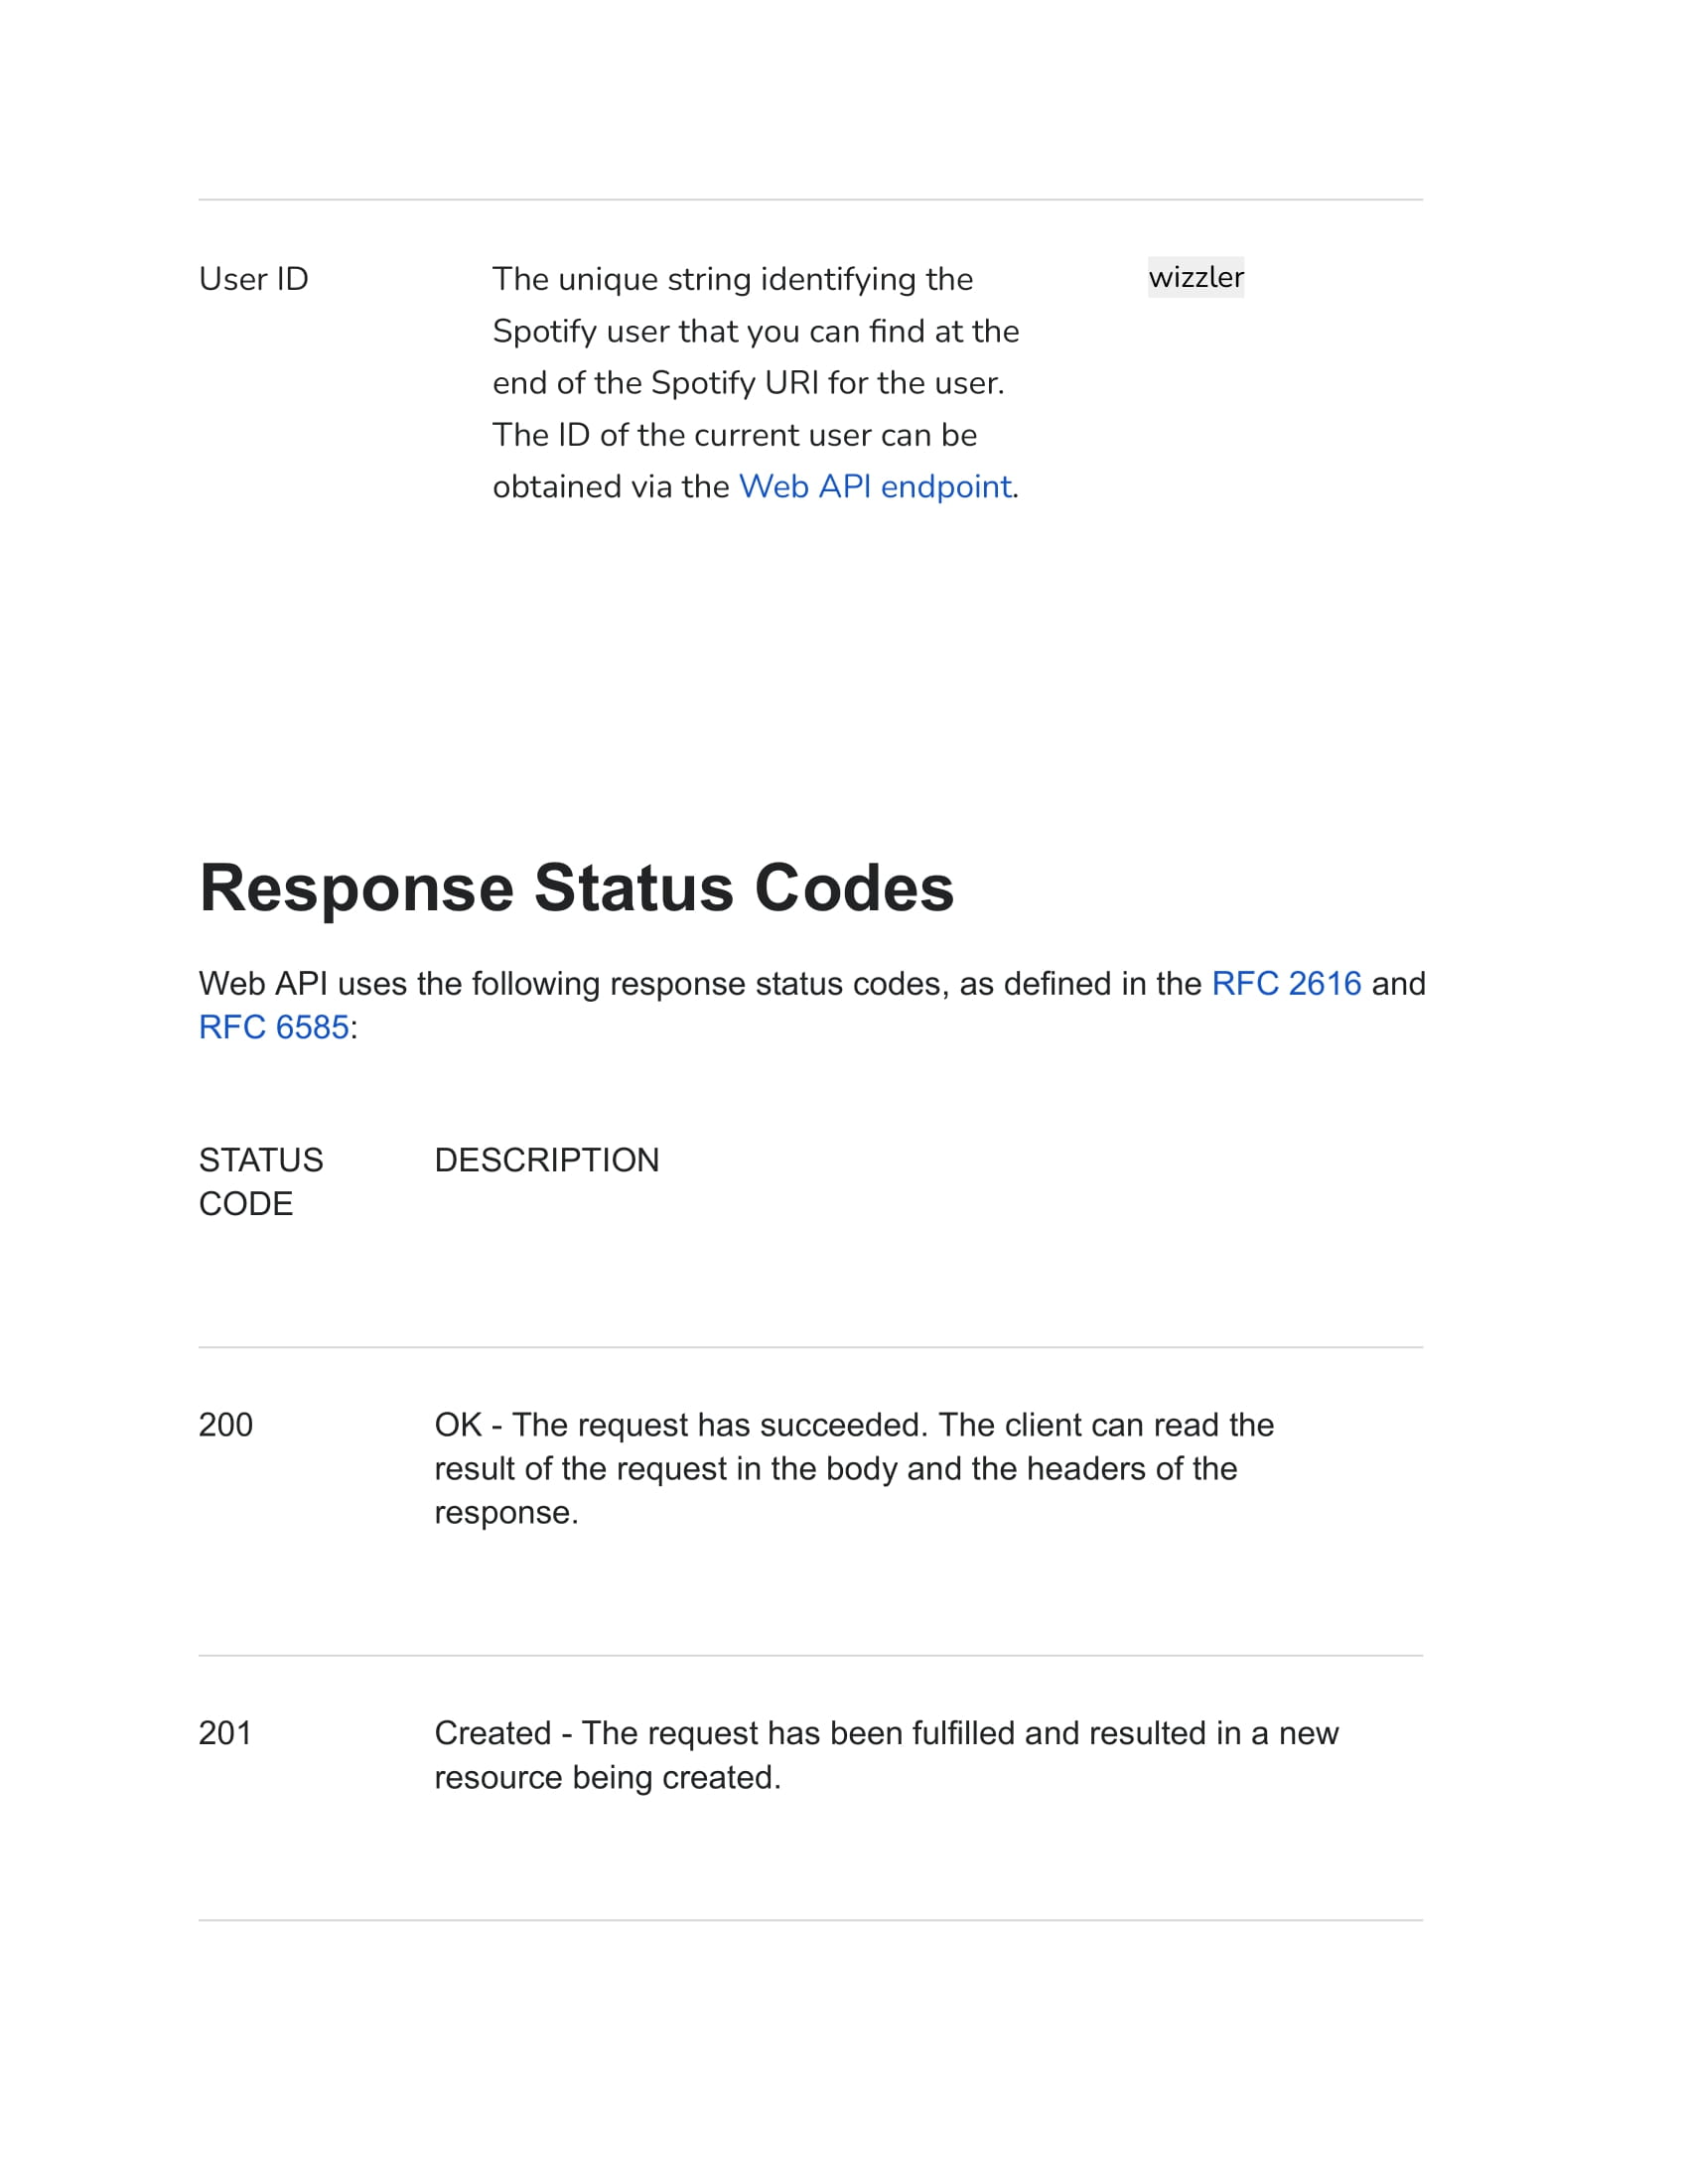 User ID
The unique string identifying the
Spotify user that you can find at the
end of the Spotify URI for the user.
The ID of the current user can be
obtained via the Web API endpoint.
wizzler
Response Status Codes
Web API uses the following response status codes, as defined in the RFC 2616 and
RFC 6585:
STATUS
CODE
DESCRIPTION
200
OK - The request has succeeded. The client can read the
result of the request in the body and the headers of the
response.
201
Created - The request has been fulfilled and resulted in a new
resource being created.